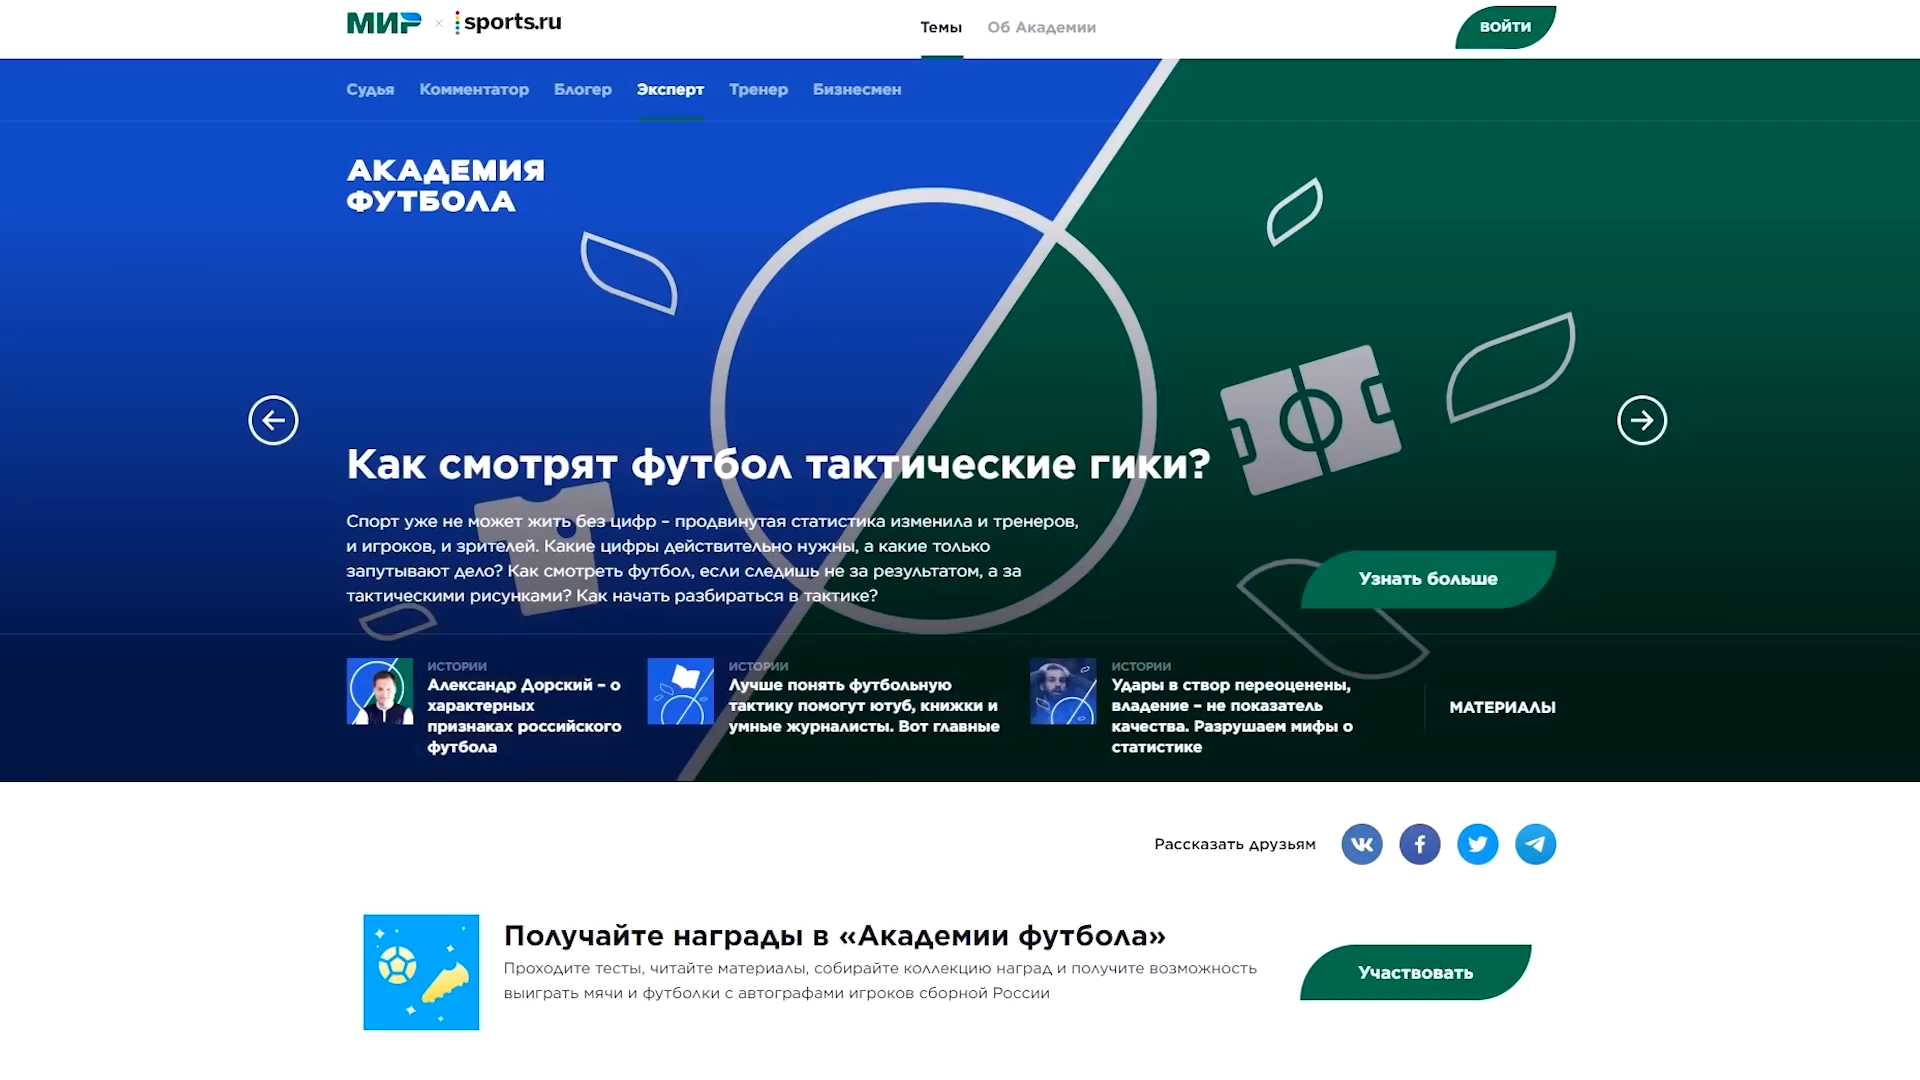 МИР × sports.ru
Темы
Об Академии
ВОЙТИ
Судья
Комментатор
Блогер
Эксперт
Тренер
Бизнесмен
АКАДЕМИЯ
ФУТБОЛА
Как смотрят футбол тактические гики?
Спорт уже не может жить без цифр – продвинутая статистика изменила и тренеров,
и игроков, и зрителей. Какие цифры действительно нужны, а какие только
запутывают дело? Как смотреть футбол, если следишь не за результатом, а за
тактическими рисунками? Как начать разбираться в тактике?
Узнать больше
ИСТОРИИ
Александр Дорский – о
характерных
признаках российского
футбола
ИСТОРИИ
Лучше понять футбольную
тактику помогут ютуб, книжки и
умные журналисты. Вот главные
ИСТОРИИ
Удары в створ переоценены,
владение – не показатель
качества. Разрушаем мифы о
статистике
МАТЕРИАЛЫ
Рассказать друзьям
Получайте награды в «Академии футбола»
Проходите тесты, читайте материалы, собирайте коллекцию наград и получите возможность
выиграть мячи и футболки с автографами игроков сборной России
Участвовать